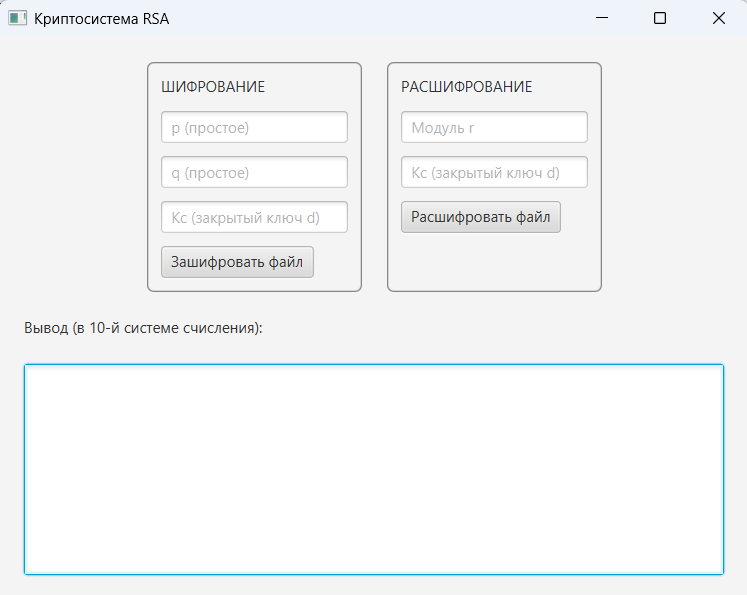 Криптосистема RSA
ШИФРОВАНИЕ
p (простое)
q (простое)
Kc (закрытый ключ d)
Зашифровать файл
РАСШИФРОВАНИЕ
Модуль r
Kc (закрытый ключ d)
Расшифровать файл
Вывод (в 10-й системе счисления):